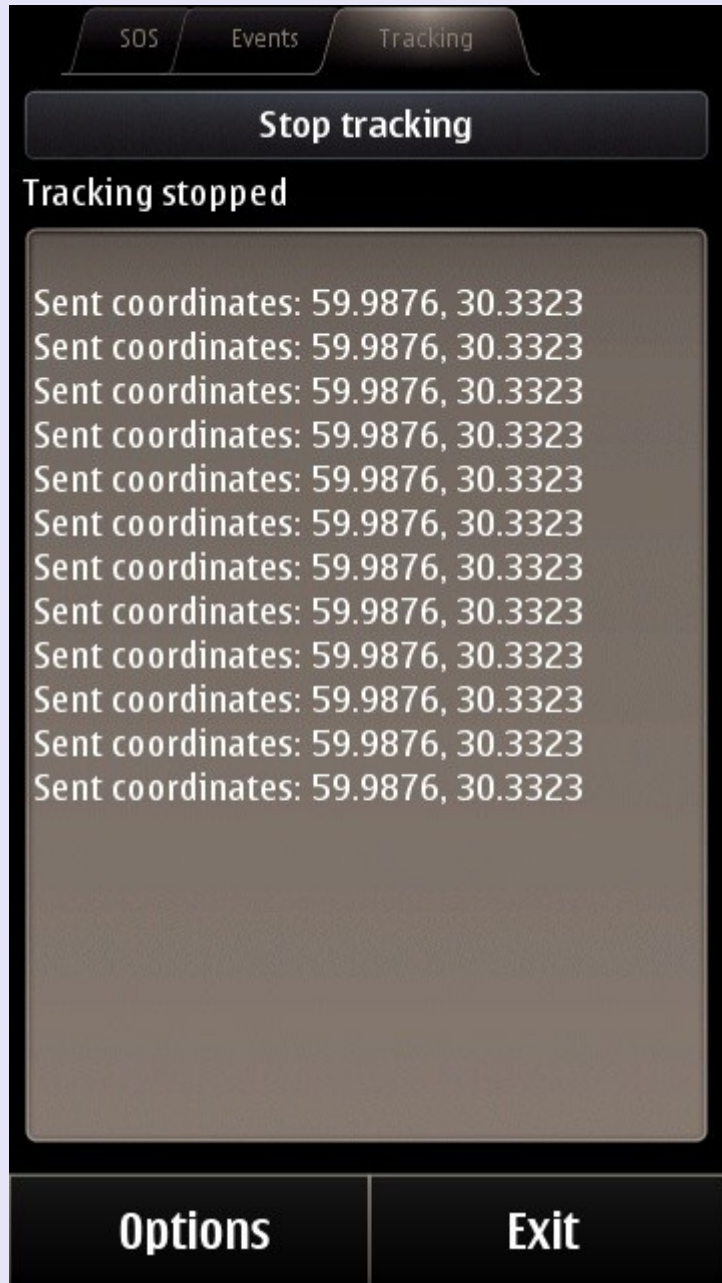 SOS Events Tracking
Stop tracking
Tracking stopped
Sent coordinates: 59.9876, 30.3323
Sent coordinates: 59.9876, 30.3323
Sent coordinates: 59.9876, 30.3323
Sent coordinates: 59.9876, 30.3323
Sent coordinates: 59.9876, 30.3323
Sent coordinates: 59.9876, 30.3323
Sent coordinates: 59.9876, 30.3323
Sent coordinates: 59.9876, 30.3323
Sent coordinates: 59.9876, 30.3323
Sent coordinates: 59.9876, 30.3323
Sent coordinates: 59.9876, 30.3323
Sent coordinates: 59.9876, 30.3323
Options Exit